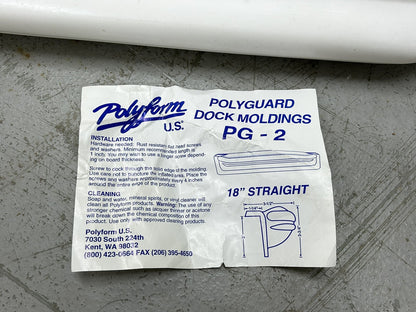 Polyform
U.S.
POLYGUARD
DOCK MOLDINGS
PG - 2
INSTALLATION
Hardware needed: Rust resistant flat head screws
and washers. Minimum recommended length is
1 inch. You may wish to use a longer screw depend-
ing on board thickness.
Screw to dock through the solid edge of the molding.
Use care not to puncture the inflated area. Place the
screws and washers approximately every 4 inches
around the entire edge of the product.
CLEANING
Soap and water, mineral spirits, or vinyl cleaner will
clean all Polyform products. Warning: The use of any
stronger chemical such as lacquer thinner or acetone
will break down the chemical composition of this
product. Use only with approved cleaning products.
Polyform U.S.
7030 South 224th
Kent, WA 98032
(800) 423-0664 FAX (206) 395-4650
18" STRAIGHT